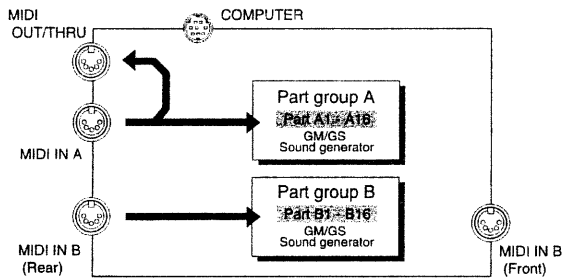 MIDI
OUT/THRU
COMPUTER
Part group A
Part A1 - A16
GM/GS
Sound generator
MIDI IN A
Part group B
Part B1 - B16
GM/GS
Sound generator
MIDI IN B
(Rear)
MIDI IN B
(Front)